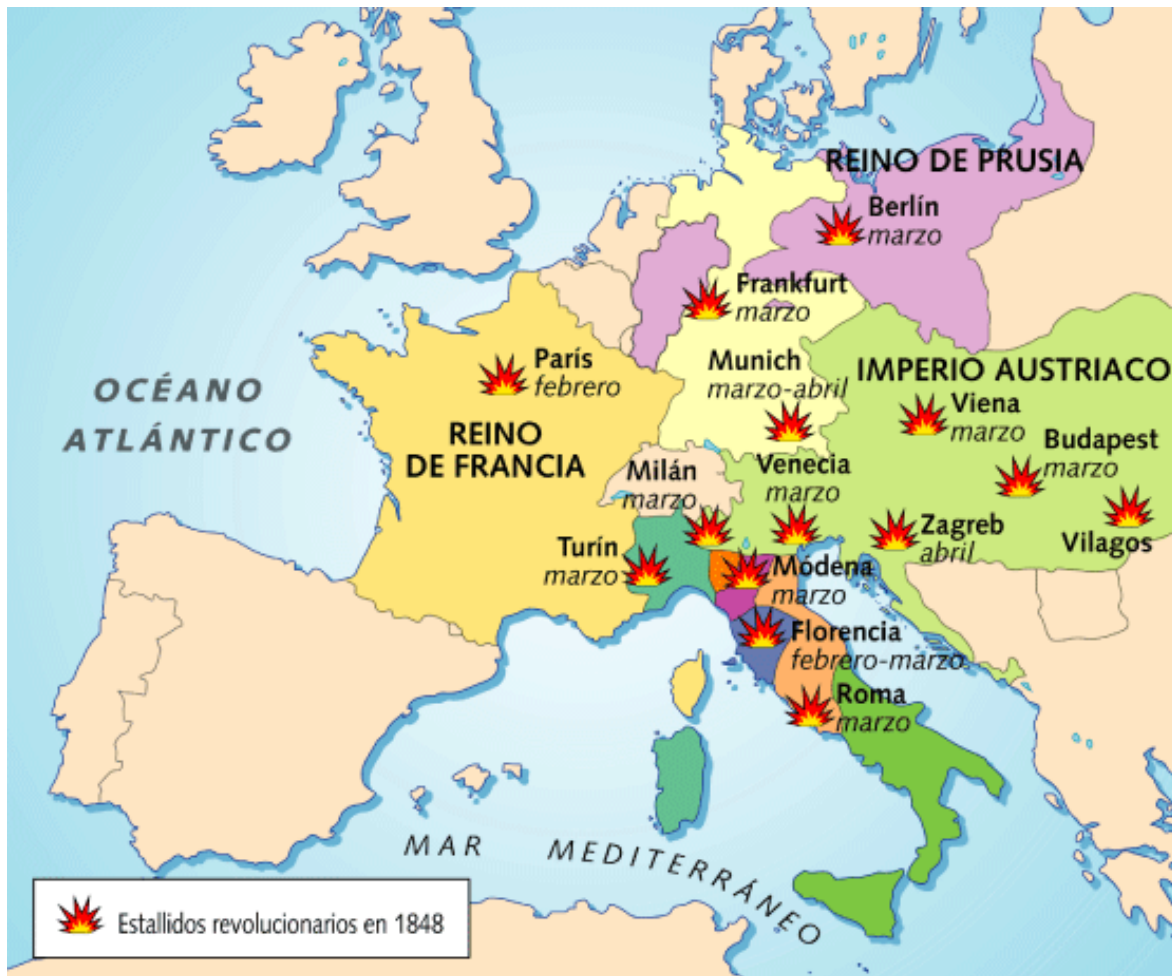 REINO DE PRUSIA
Berlín
marzo
Frankfurt
marzo
París
febrero
Munich
marzo-abril
IMPERIO AUSTRIACO
Viena
marzo
OCÉANO
ATLÁNTICO
REINO
DE FRANCIA
Budapest
marzo
Milán
marzo
Venecia
marzo
Zagreb
abril
Vilagos
Turín
marzo
Módena
marzo
Florencia
febrero-marzo
Roma
marzo
MAR MEDITERRÁNEO
Estallidos revolucionarios en 1848